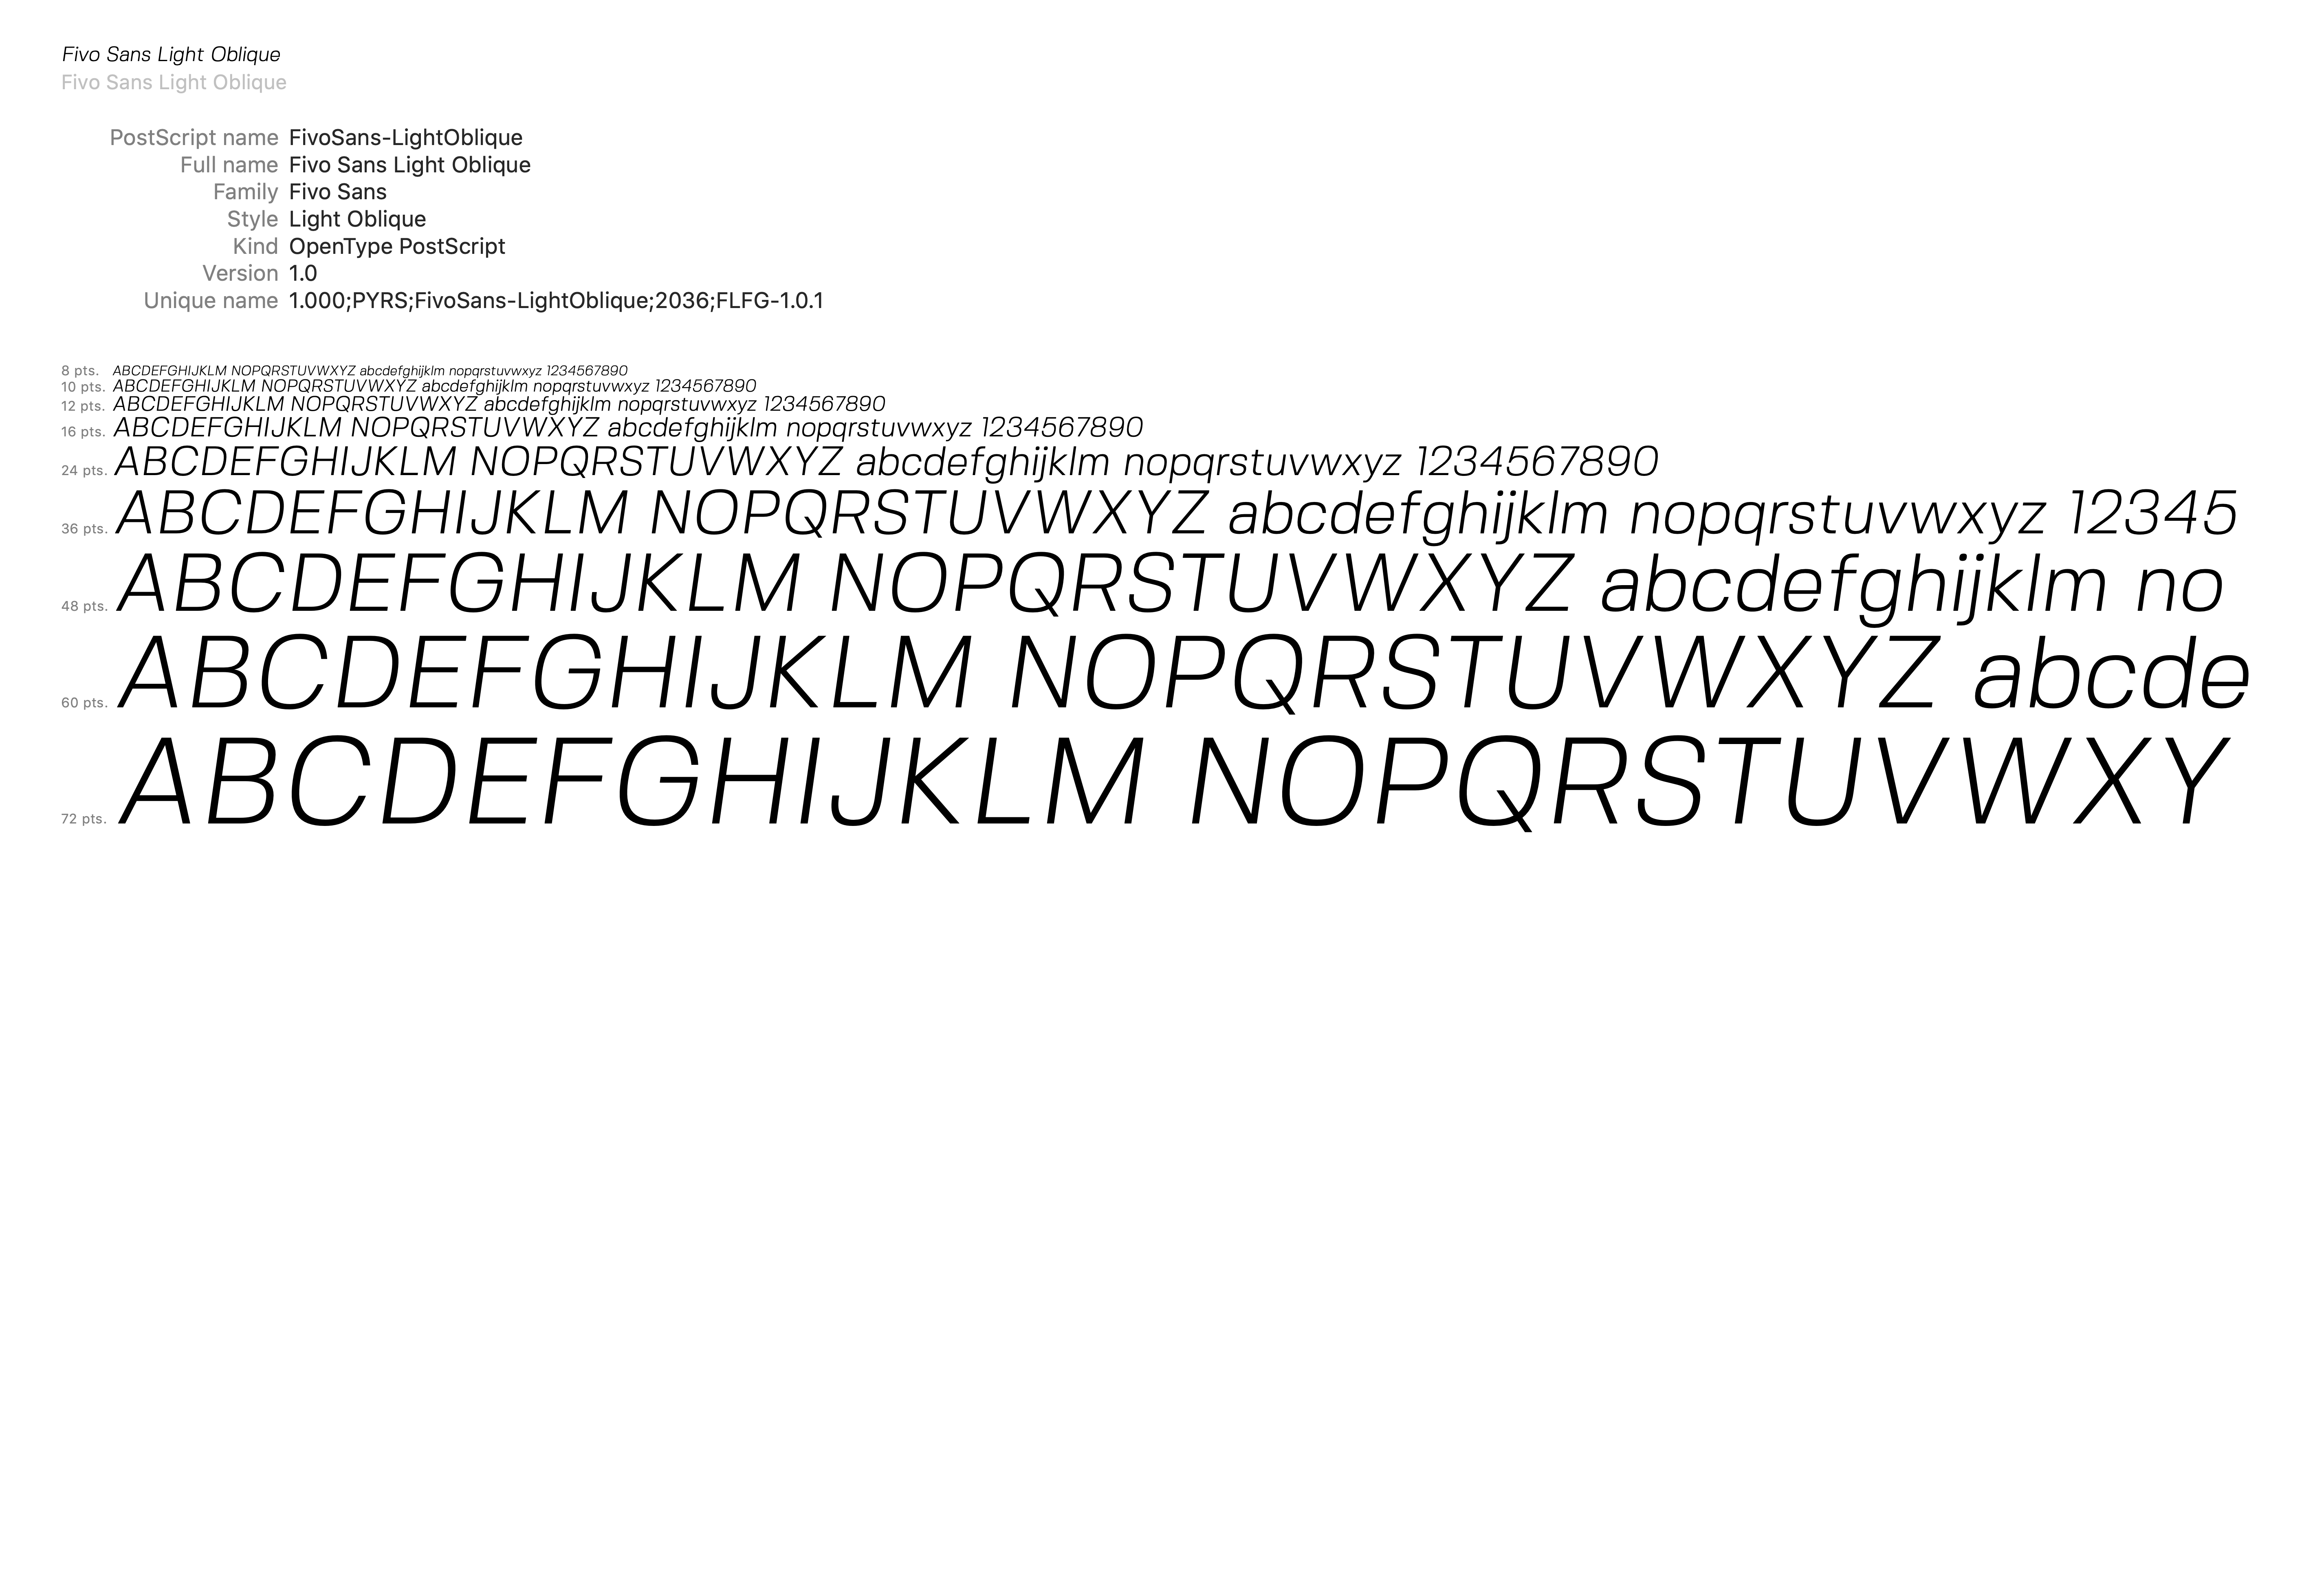 Fivo Sans Light Oblique
Fivo Sans Light Oblique
PostScript name FivoSans-LightOblique
Full name Fivo Sans Light Oblique
Family Fivo Sans
Style Light Oblique
Kind OpenType PostScript
Version 1.0
Unique name 1.000;PYRS;FivoSans-LightOblique;2036;FLFG-1.0.1
8 pts. ABCDEFGHIJKLM NOPQRSTUVWXYZ abcdefghijklm nopqrstuvwxyz 1234567890
10 pts. ABCDEFGHIJKLM NOPQRSTUVWXYZ abcdefghijklm nopqrstuvwxyz 1234567890
12 pts. ABCDEFGHIJKLM NOPQRSTUVWXYZ abcdefghijklm nopqrstuvwxyz 1234567890
16 pts. ABCDEFGHIJKLM NOPQRSTUVWXYZ abcdefghijklm nopqrstuvwxyz 1234567890
24 pts. ABCDEFGHIJKLM NOPQRSTUVWXYZ abcdefghijklm nopqrstuvwxyz 1234567890
36 pts. ABCDEFGHIJKLM NOPQRSTUVWXYZ abcdefghijklm nopqrstuvwxyz 12345
48 pts. ABCDEFGHIJKLM NOPQRSTUVWXYZ abcdefghijklm no
60 pts. ABCDEFGHIJKLM NOPQRSTUVWXYZ abcde
72 pts. ABCDEFGHIJKLM NOPQRSTUVWXY